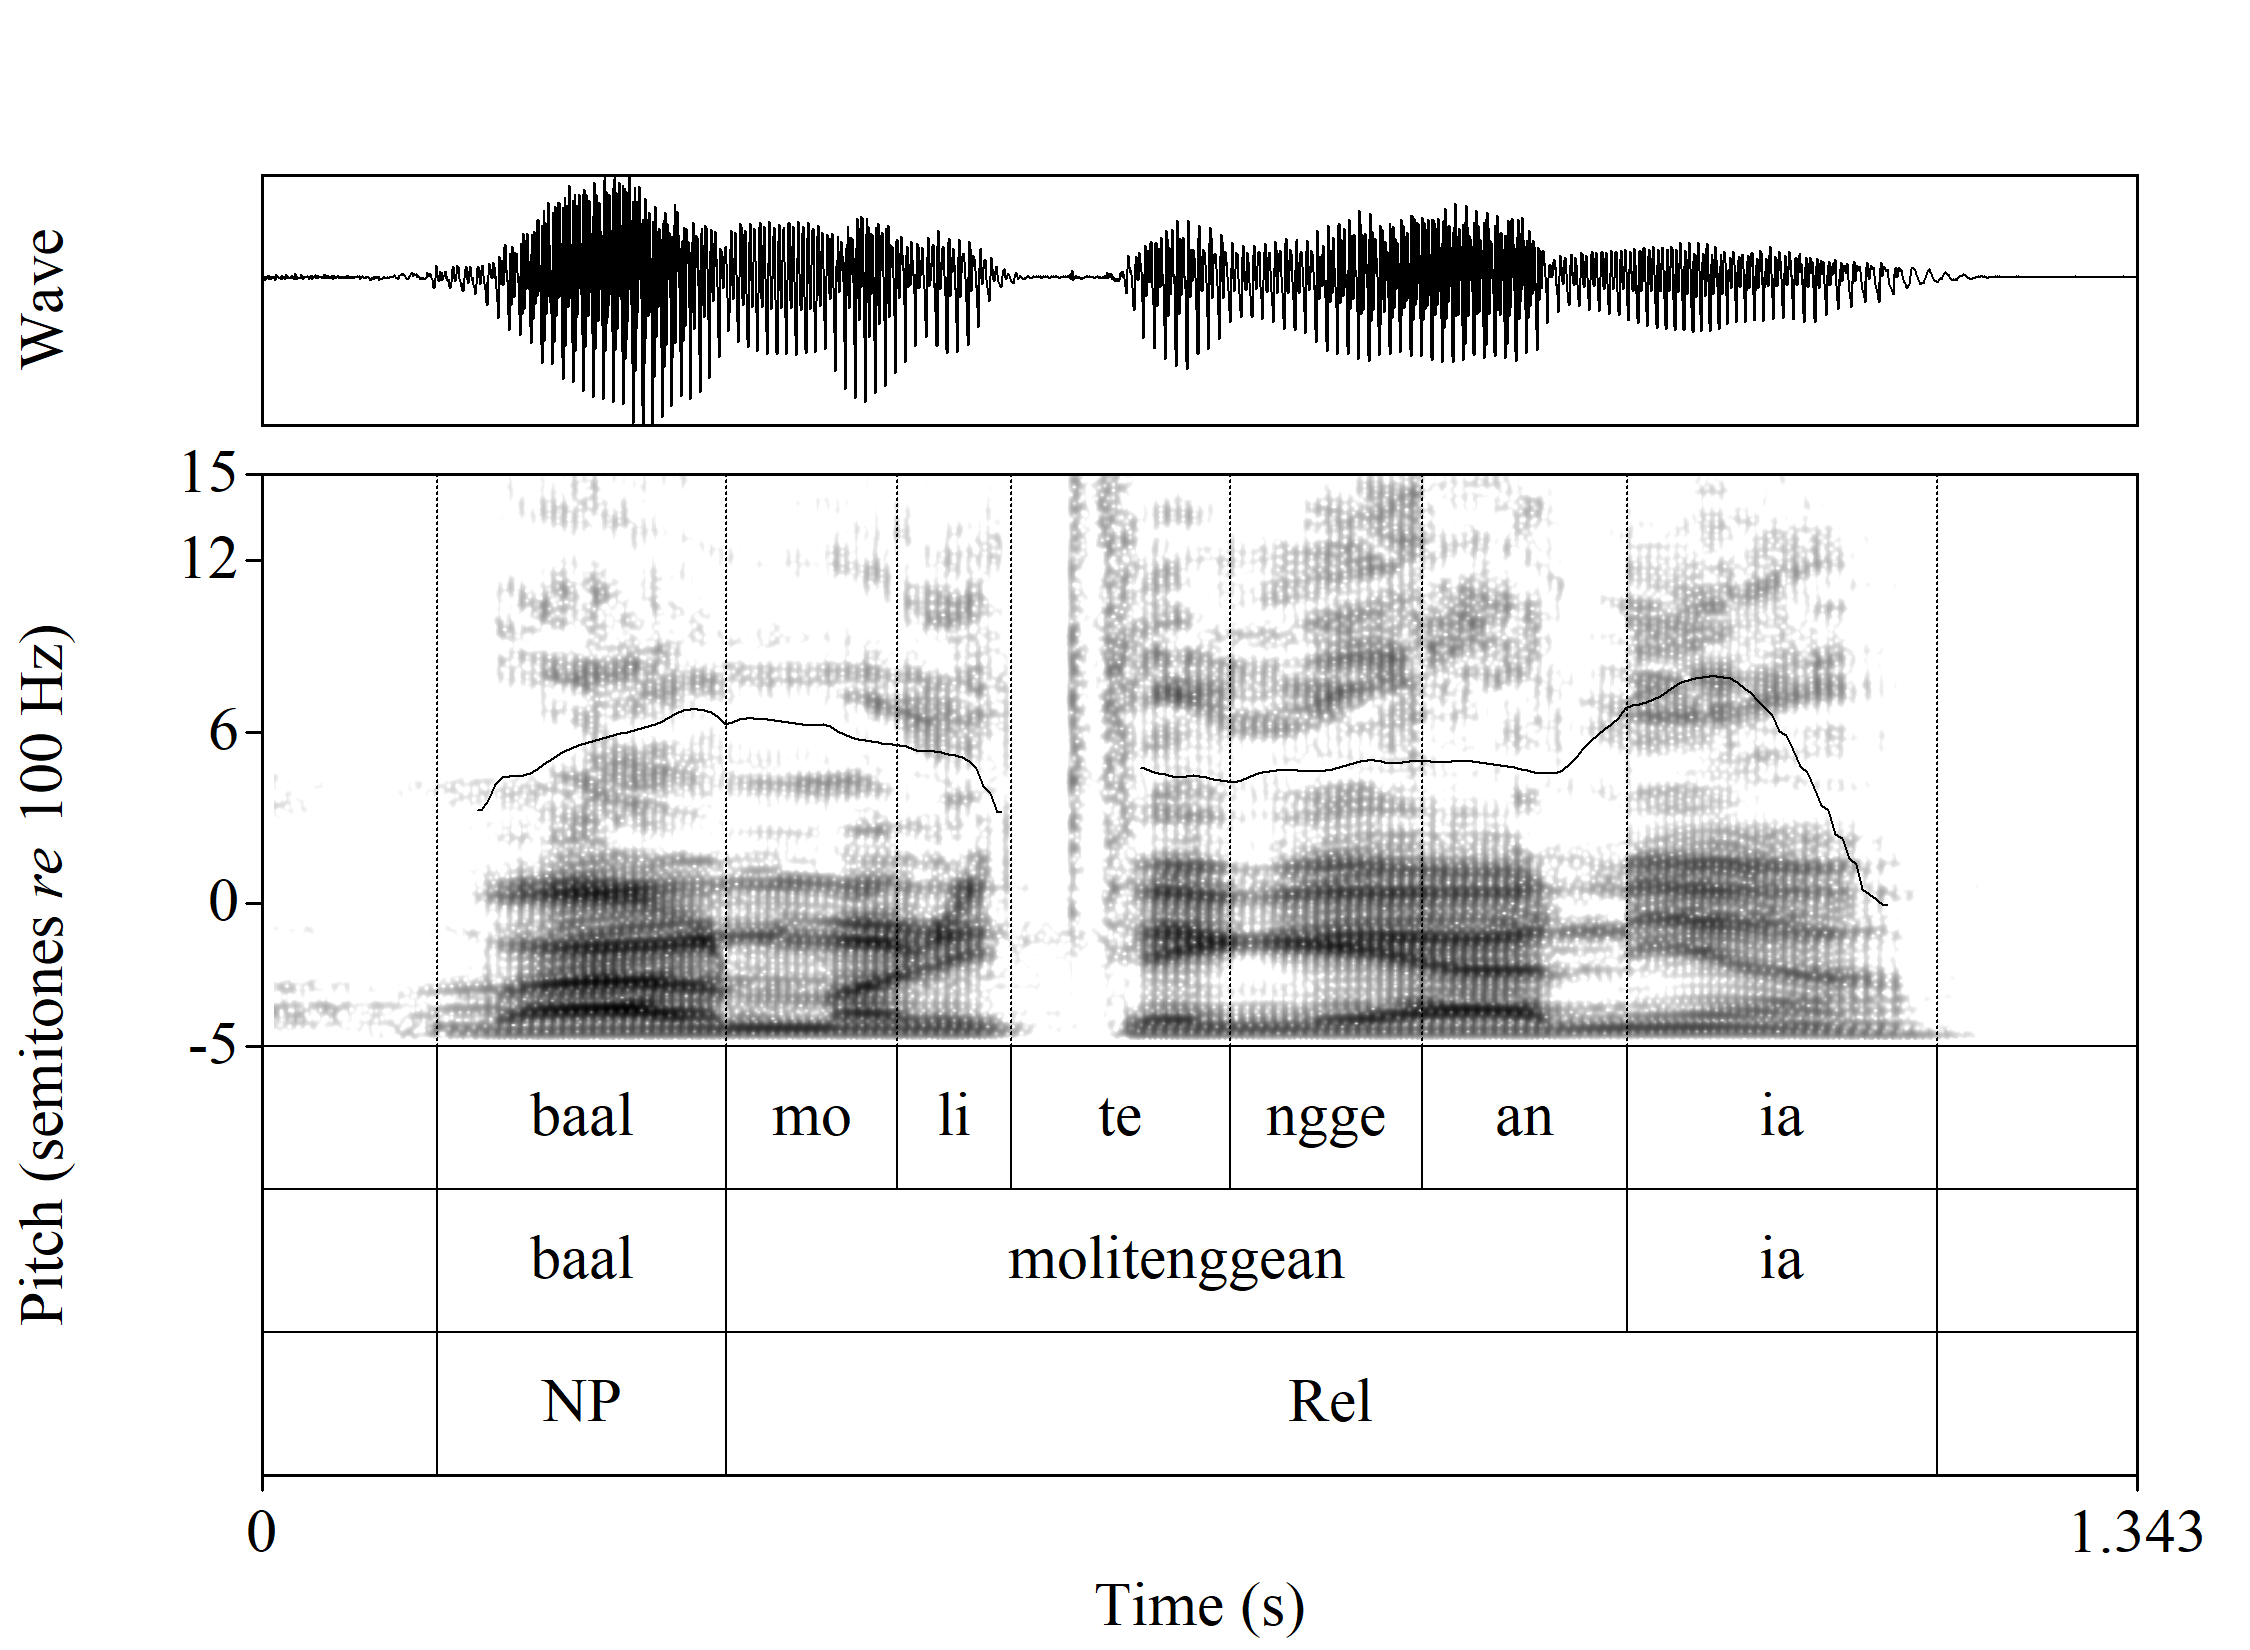 Wave
Pitch (semitones re 100 Hz)
15
12
6
0
-5
baal mo li te ngge an ia
baal molitenggean ia
NP Rel
0 1.343
Time (s)